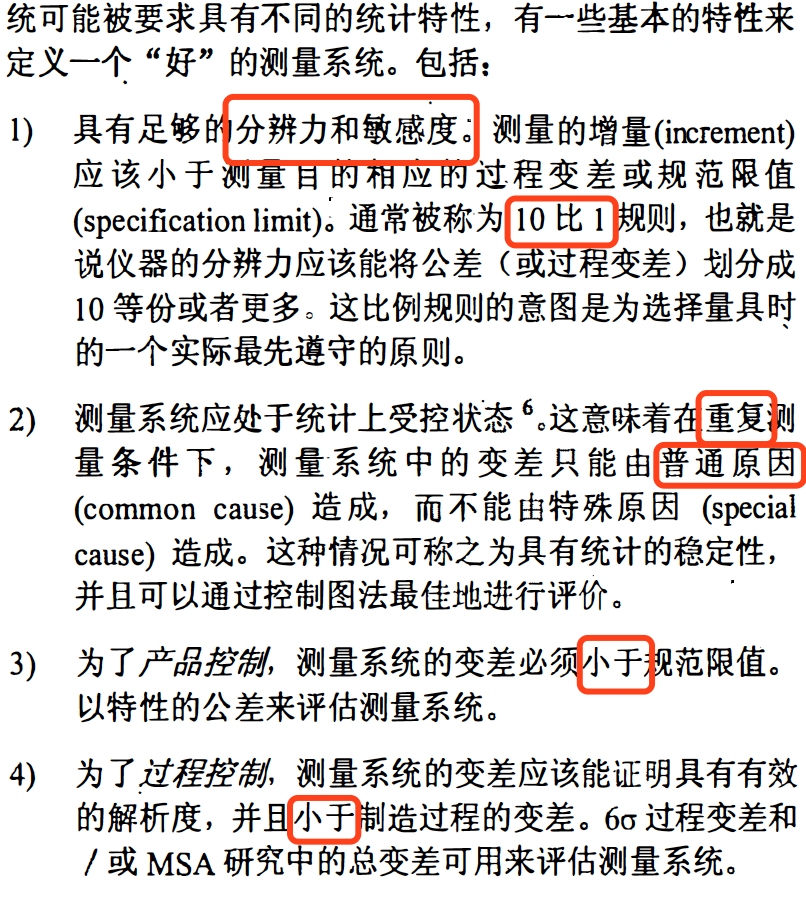 统可能被要求具有不同的统计特性，有一些基本的特性来
定义一个“好”的测量系统。包括：
1) 具有足够的分辨力和敏感度。测量的增量(increment)
应该小于测量目的相应的过程变差或规范限值
(specification limit)。通常被称为10比1规则，也就是
说仪器的分辨力应该能将公差（或过程变差）划分成
10等份或者更多。这比例规则的意图是为选择量具时
的一个实际最先遵守的原则。
2) 测量系统应处于统计上受控状态6。这意味着在重复测
量条件下，测量系统中的变差只能由普通原因
(common cause) 造成，而不能由特殊原因 (special
cause) 造成。这种情况可称之为具有统计的稳定性，
并且可以通过控制图法最佳地进行评价。
3) 为了产品控制，测量系统的变差必须小于规范限值。
以特性的公差来评估测量系统。
4) 为了过程控制，测量系统的变差应该能证明具有有效
的解析度，并且小于制造过程的变差。6σ过程变差和
/或MSA研究中的总变差可用来评估测量系统。